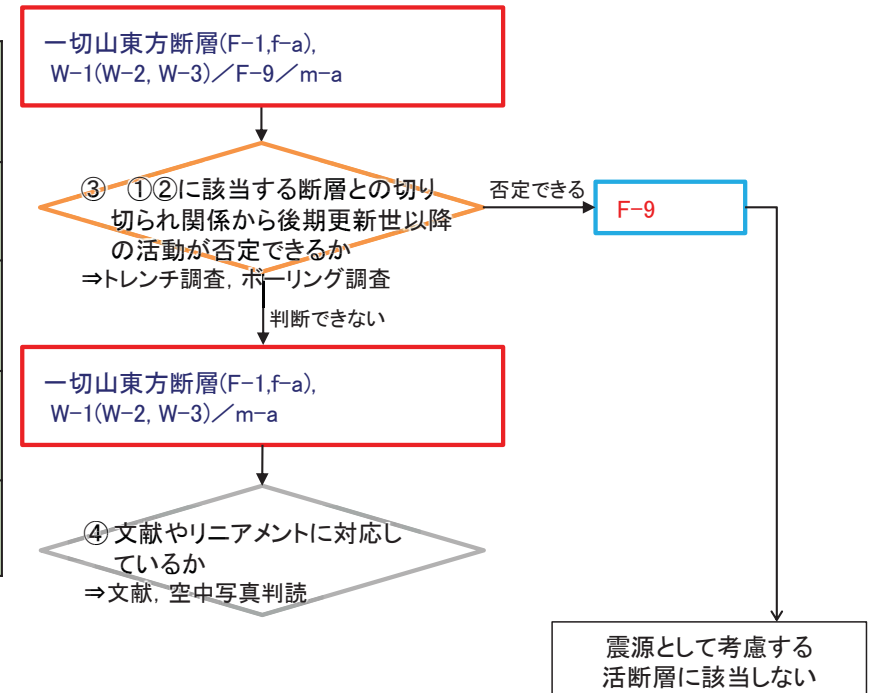 一切山東方断層(F-1,f-a),
W-1(W-2, W-3)／F-9／m-a
③ ①②に該当する断層との切り
切られ関係から後期更新世以降
の活動が否定できるか
⇒トレンチ調査, ボーリング調査
否定できる
F-9
判断できない
一切山東方断層(F-1,f-a),
W-1(W-2, W-3)／m-a
④ 文献やリニアメントに対応し
ているか
⇒文献, 空中写真判読
震源として考慮する
活断層に該当しない